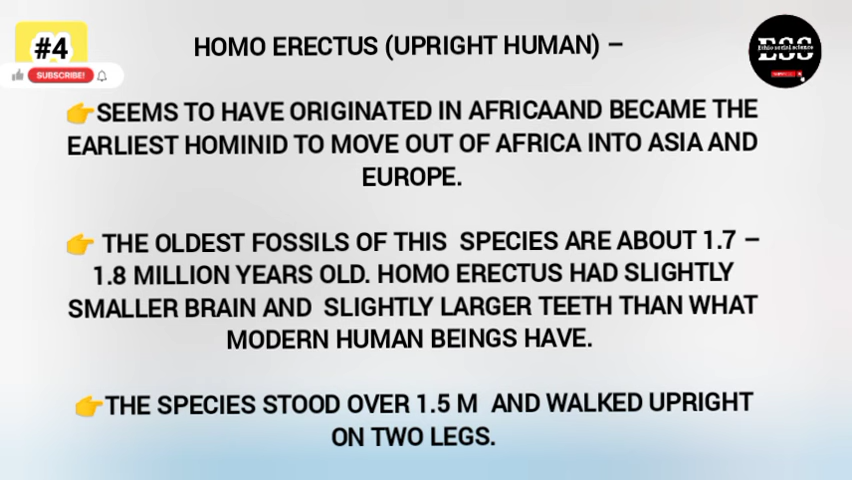 #4
SUBSCRIBE!
HOMO ERECTUS (UPRIGHT HUMAN) –
ESS
Ethio social science
👉SEEMS TO HAVE ORIGINATED IN AFRICAAND BECAME THE
EARLIEST HOMINID TO MOVE OUT OF AFRICA INTO ASIA AND
EUROPE.
👉 THE OLDEST FOSSILS OF THIS  SPECIES ARE ABOUT 1.7 –
1.8 MILLION YEARS OLD. HOMO ERECTUS HAD SLIGHTLY
SMALLER BRAIN AND  SLIGHTLY LARGER TEETH THAN WHAT
MODERN HUMAN BEINGS HAVE.
👉THE SPECIES STOOD OVER 1.5 M  AND WALKED UPRIGHT
ON TWO LEGS.